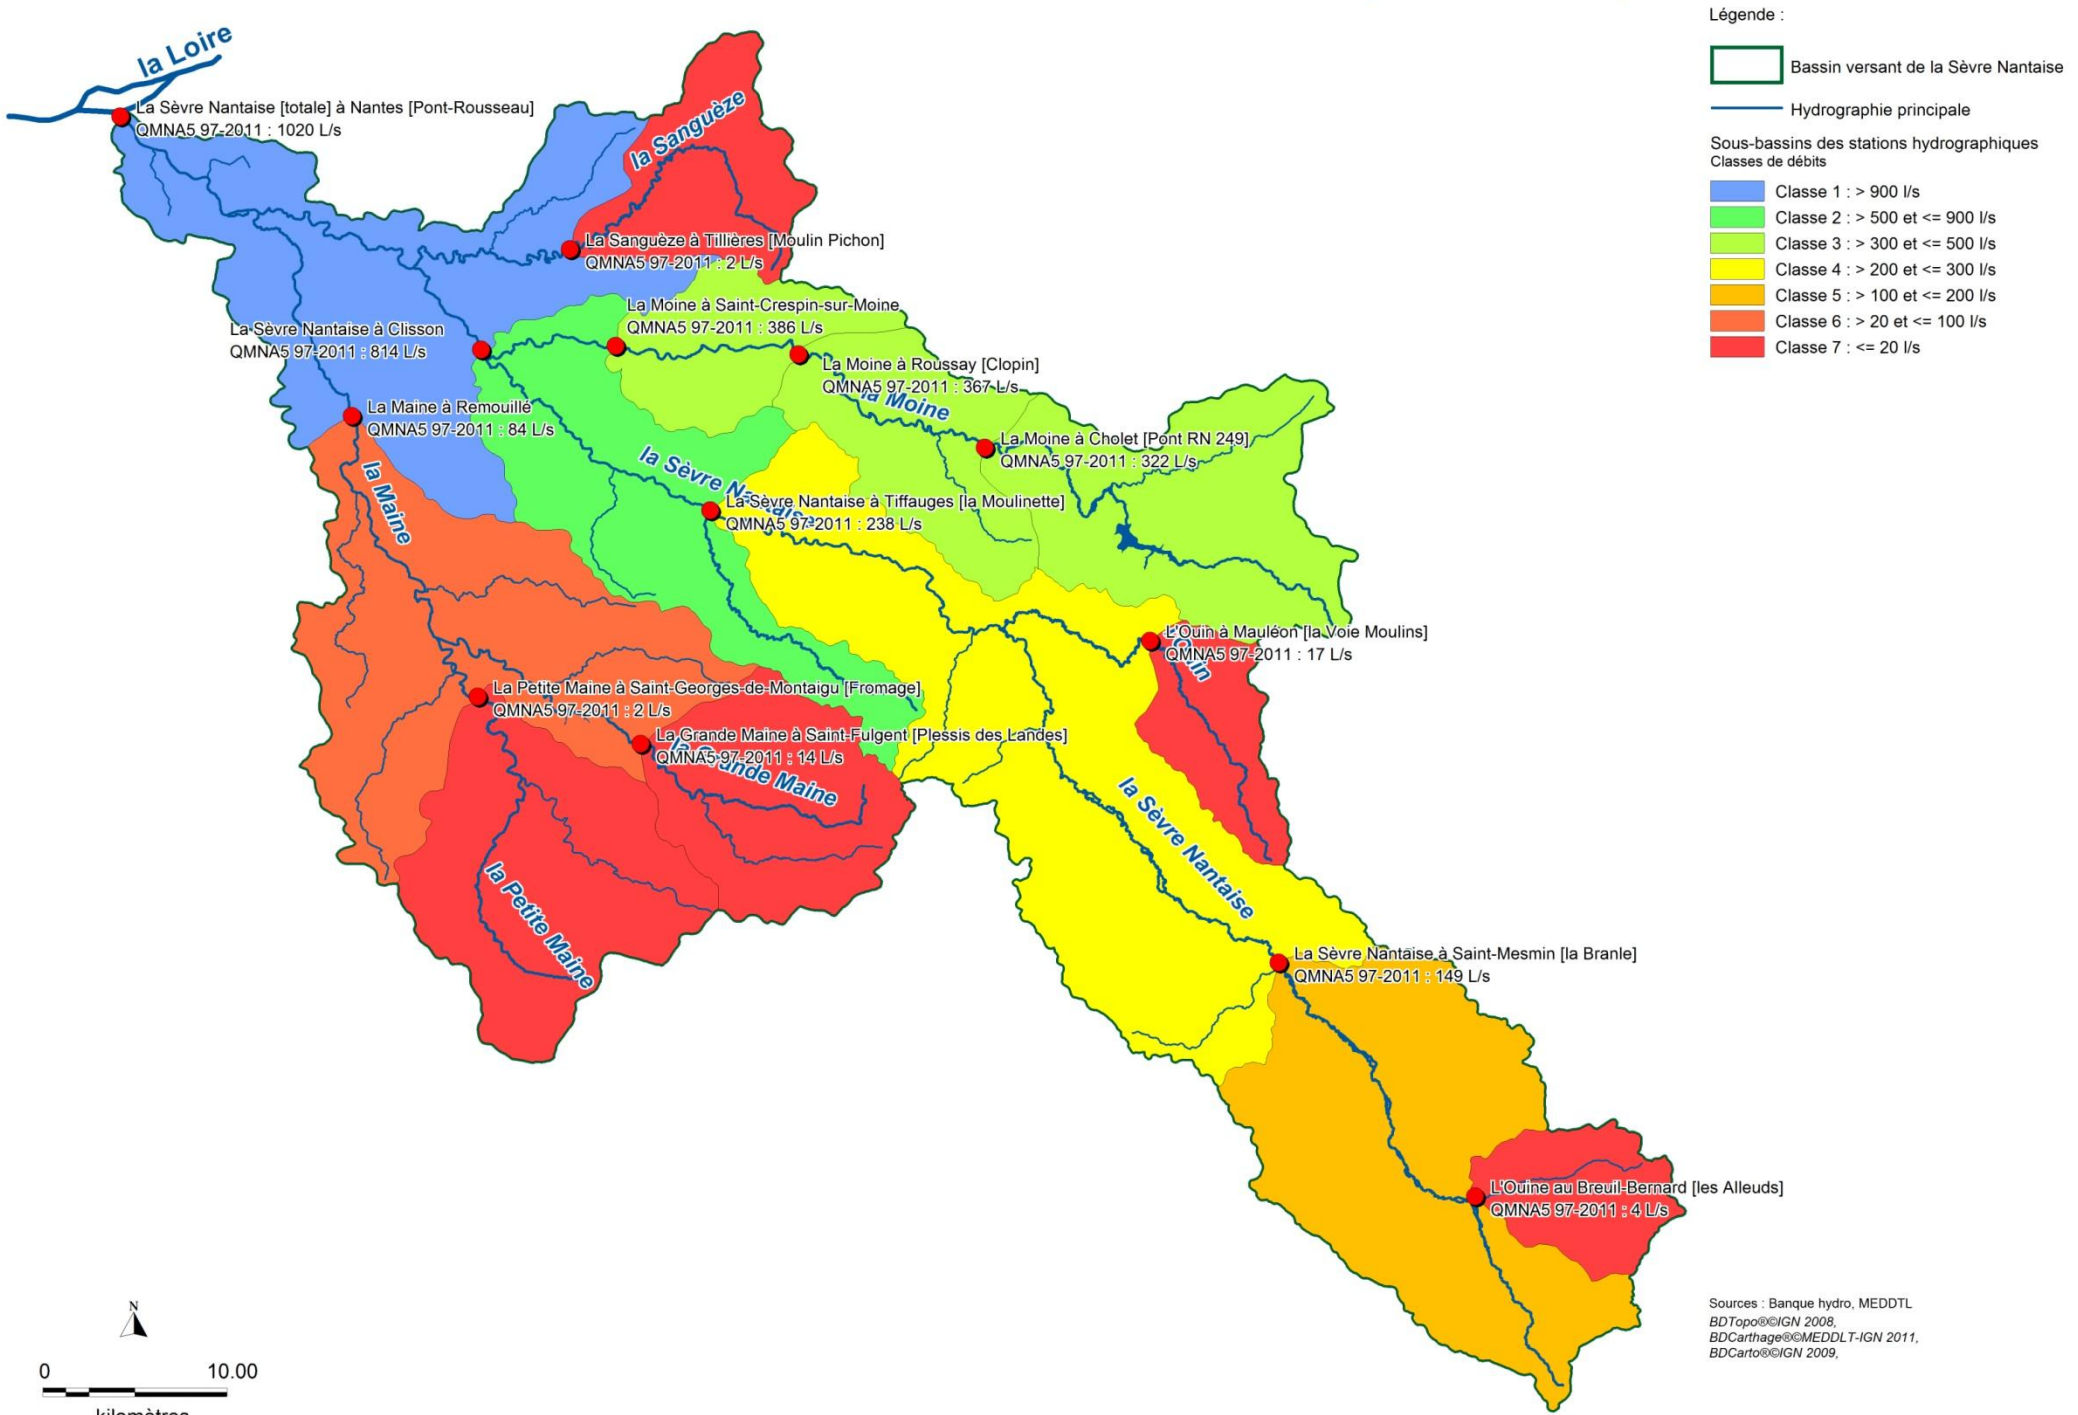 la Loire
La Sèvre Nantaise [totale] à Nantes [Pont-Rousseau]
QMNA5 97-2011 : 1020 L/s
la Sanguèze
La Sanguèze à Tillières [Moulin Pichon]
QMNA5 97-2011 : 2 L/s
La Moine à Saint-Crespin-sur-Moine
QMNA5 97-2011 : 386 L/s
La Sèvre Nantaise à Clisson
QMNA5 97-2011 : 814 L/s
La Moine à Roussay [Clopin]
QMNA5 97-2011 : 367 L/s
la Moine
La Maine à Remouillé
QMNA5 97-2011 : 84 L/s
La Moine à Cholet [Pont RN 249]
QMNA5 97-2011 : 322 L/s
la Maine
la Sèvre Nantaise
La Sèvre Nantaise à Tiffauges [la Moulinette]
QMNA5 97-2011 : 238 L/s
L'Ouin à Mauléon [la Voie Moulins]
QMNA5 97-2011 : 17 L/s
l'Ouin
La Petite Maine à Saint-Georges-de-Montaigu [Fromage]
QMNA5 97-2011 : 2 L/s
La Grande Maine à Saint-Fulgent [Plessis des Landes]
QMNA5 97-2011 : 14 L/s
la Grande Maine
la Sèvre Nantaise
la Petite Maine
La Sèvre Nantaise à Saint-Mesmin [la Branle]
QMNA5 97-2011 : 149 L/s
L'Ouine au Breuil-Bernard [les Alleuds]
QMNA5 97-2011 : 4 L/s
N
0 10.00
kilomètres
Légende :
Bassin versant de la Sèvre Nantaise
Hydrographie principale
Sous-bassins des stations hydrographiques
Classes de débits
Classe 1 : > 900 l/s
Classe 2 : > 500 et <= 900 l/s
Classe 3 : > 300 et <= 500 l/s
Classe 4 : > 200 et <= 300 l/s
Classe 5 : > 100 et <= 200 l/s
Classe 6 : > 20 et <= 100 l/s
Classe 7 : <= 20 l/s
Sources : Banque hydro, MEDDTL
BDTopo®©IGN 2008,
BDCarthage®©MEDDLT-IGN 2011,
BDCarto®©IGN 2009,